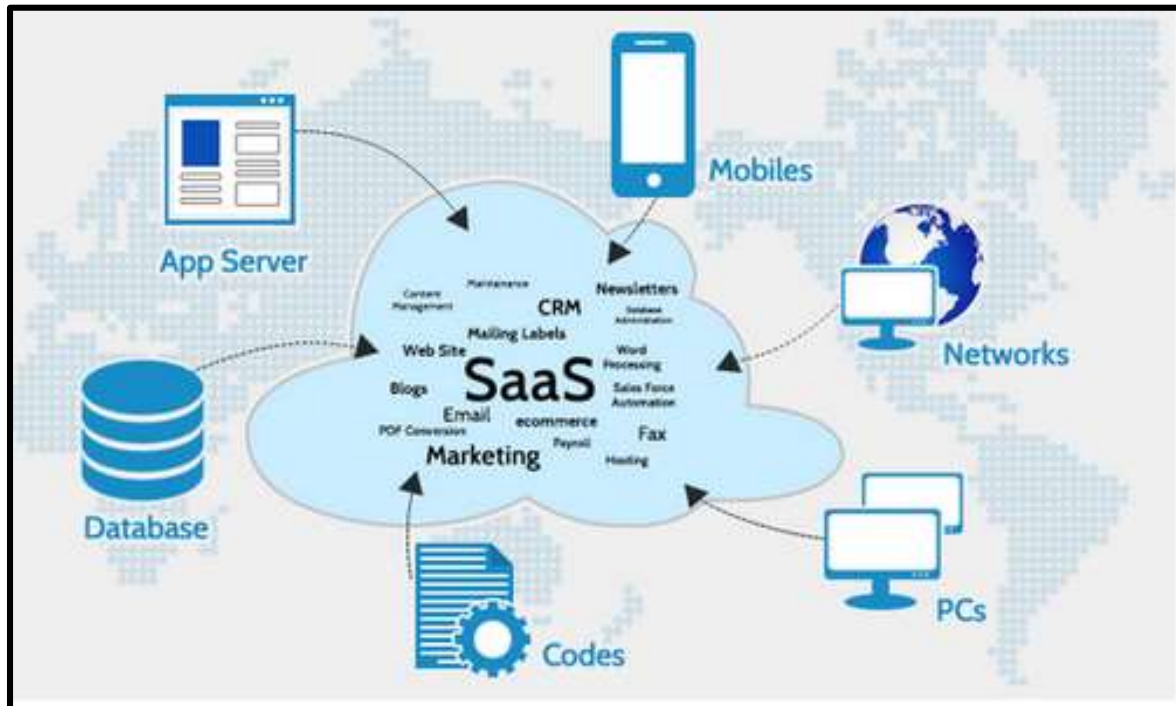 Mobiles
App Server
Maintenance
Content
Management
Newsletters
CRM
Database
Administration
Mailing Labels
Web Site
Word
Processing
Networks
SaaS
Blogs
Sales Force
Automation
Email
ecommerce
PDF Conversion
Fax
Payroll
Marketing
Hosting
Database
PCs
Codes